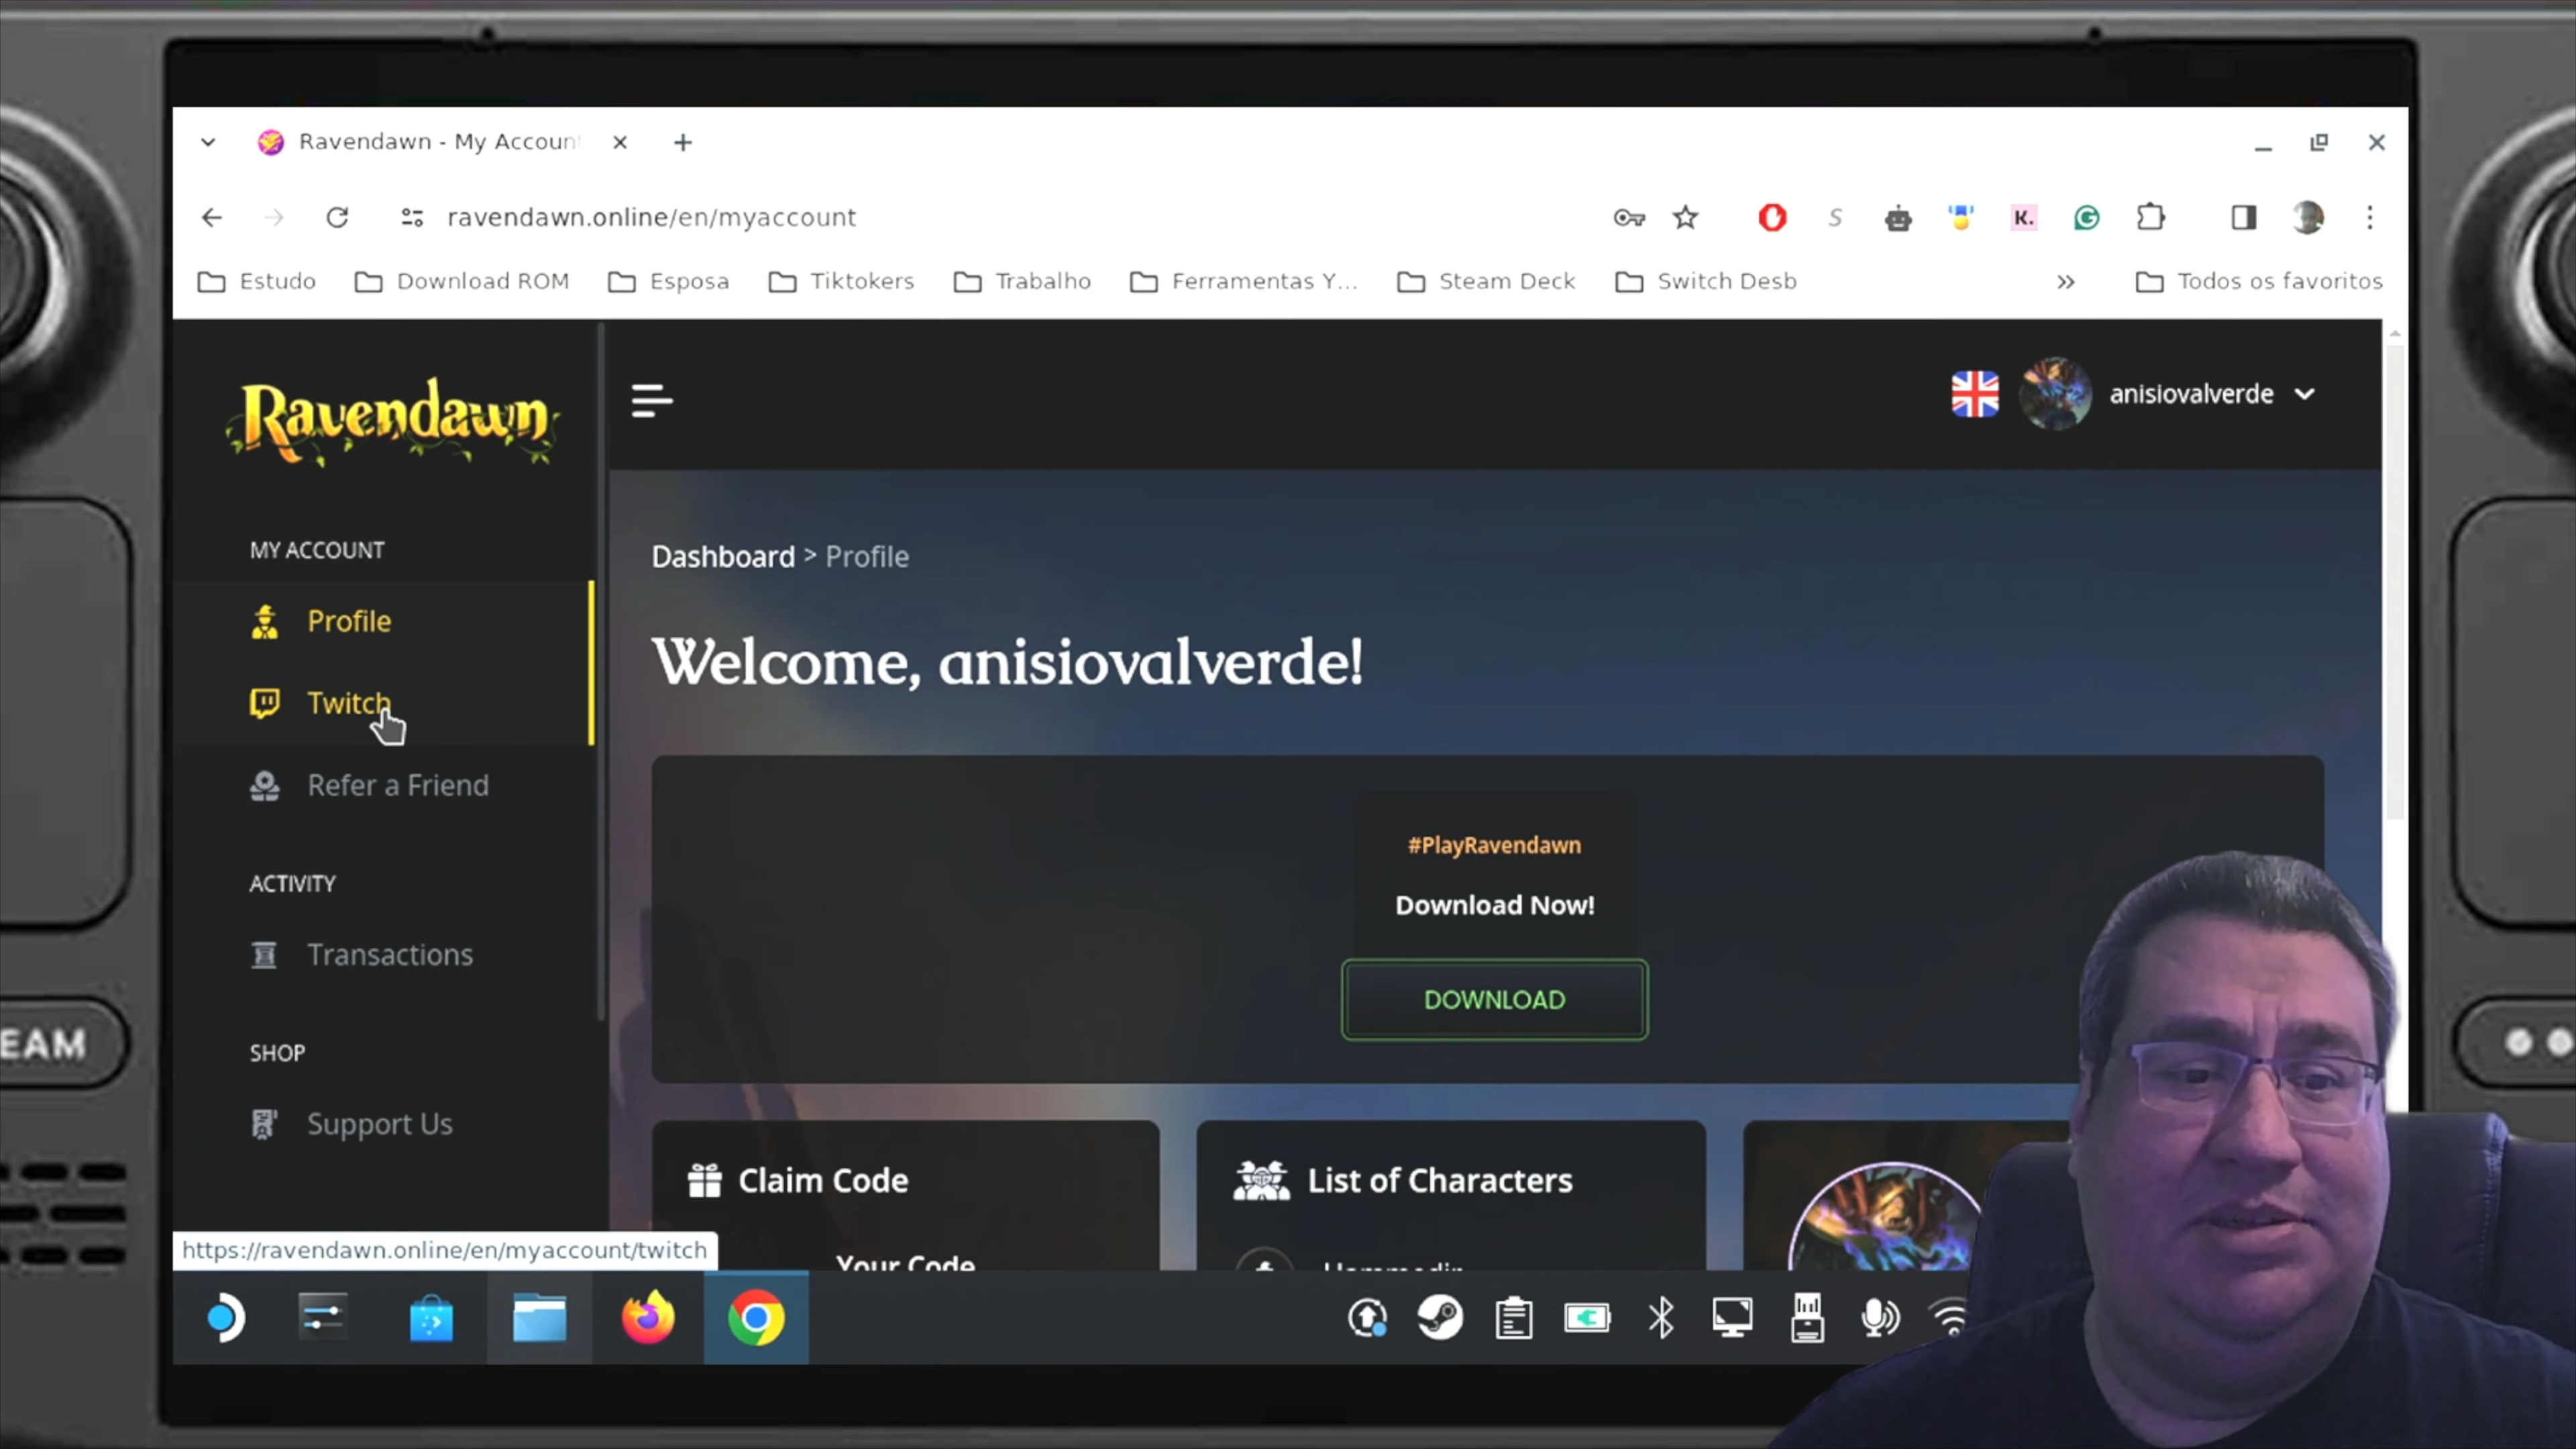 Ravendawn - My Accoun
ravendawn.online/en/myaccount
K.
Estudo
Download ROM
Esposa
Tiktokers
Trabalho
Ferramentas Y...
Steam Deck
Switch Desb
Todos os favoritos
Ravendawn
anisiovalverde
MY ACCOUNT
Dashboard > Profile
Profile
Welcome, anisiovalverde!
Twitch
Refer a Friend
#PlayRavendawn
ACTIVITY
Download Now!
Transactions
DOWNLOAD
EAM
SHOP
Support Us
Claim Code
List of Characters
Your Code
https://ravendawn.online/en/myaccount/twitch